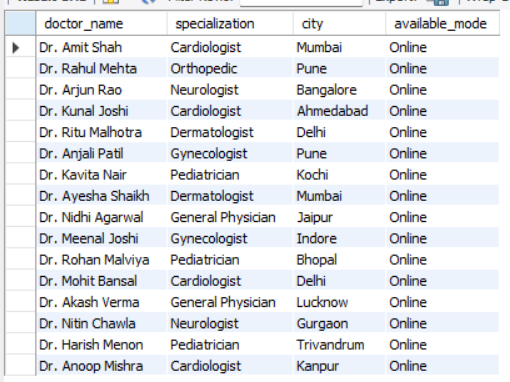 doctor_name specialization city available_mode
Dr. Amit Shah Cardiologist Mumbai Online
Dr. Rahul Mehta Orthopedic Pune Online
Dr. Arjun Rao Neurologist Bangalore Online
Dr. Kunal Joshi Cardiologist Ahmedabad Online
Dr. Ritu Malhotra Dermatologist Delhi Online
Dr. Anjali Patil Gynecologist Pune Online
Dr. Kavita Nair Pediatrician Kochi Online
Dr. Ayesha Shaikh Dermatologist Mumbai Online
Dr. Nidhi Agarwal General Physician Jaipur Online
Dr. Meenal Joshi Gynecologist Indore Online
Dr. Rohan Malviya Pediatrician Bhopal Online
Dr. Mohit Bansal Cardiologist Delhi Online
Dr. Akash Verma General Physician Lucknow Online
Dr. Nitin Chawla Neurologist Gurgaon Online
Dr. Harish Menon Pediatrician Trivandrum Online
Dr. Anoop Mishra Cardiologist Kanpur Online